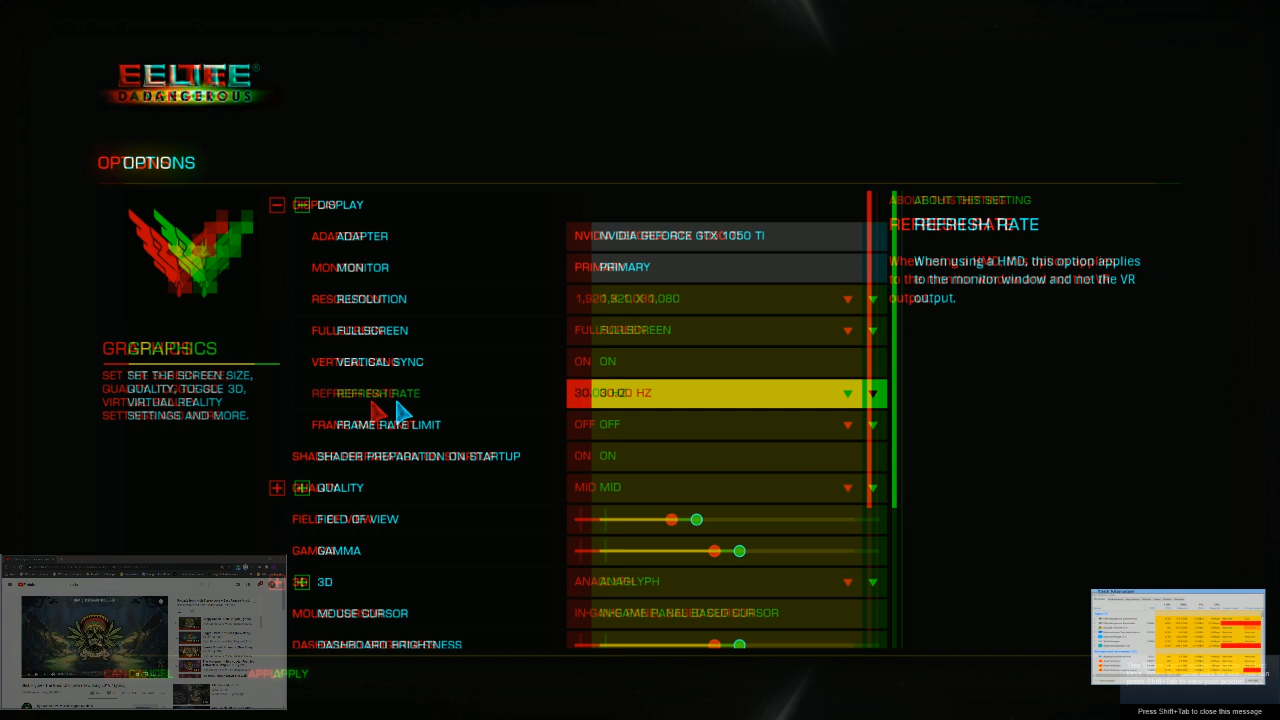 ELITE
DANGEROUS
OPTIONS
GRAPHICS
SET THE SCREEN SIZE,
QUALITY, TOGGLE 3D,
VIRTUAL REALITY
SETTINGS AND MORE.
DISPLAY
ADAPTER NVIDIA GEFORCE GTX 1050 TI
MONITOR PRIMARY
RESOLUTION 1,920 X 1,080
FULLSCREEN FULLSCREEN
VERTICAL SYNC ON
REFRESH RATE 30.00 HZ
FRAME RATE LIMIT OFF
SHADER PREPARATION ON STARTUP ON
QUALITY MID
FIELD OF VIEW
GAMMA
3D ANAGLYPH
MOUSE CURSOR IN-GAME PANEL BASED CURSOR
DASHBOARD BRIGHTNESS
CANCEL APPLY
ABOUT THIS SETTING
REFRESH RATE
When using a HMD, this option applies
to the monitor window and not the VR
output.
Task Manager
Press Shift+Tab to close this message